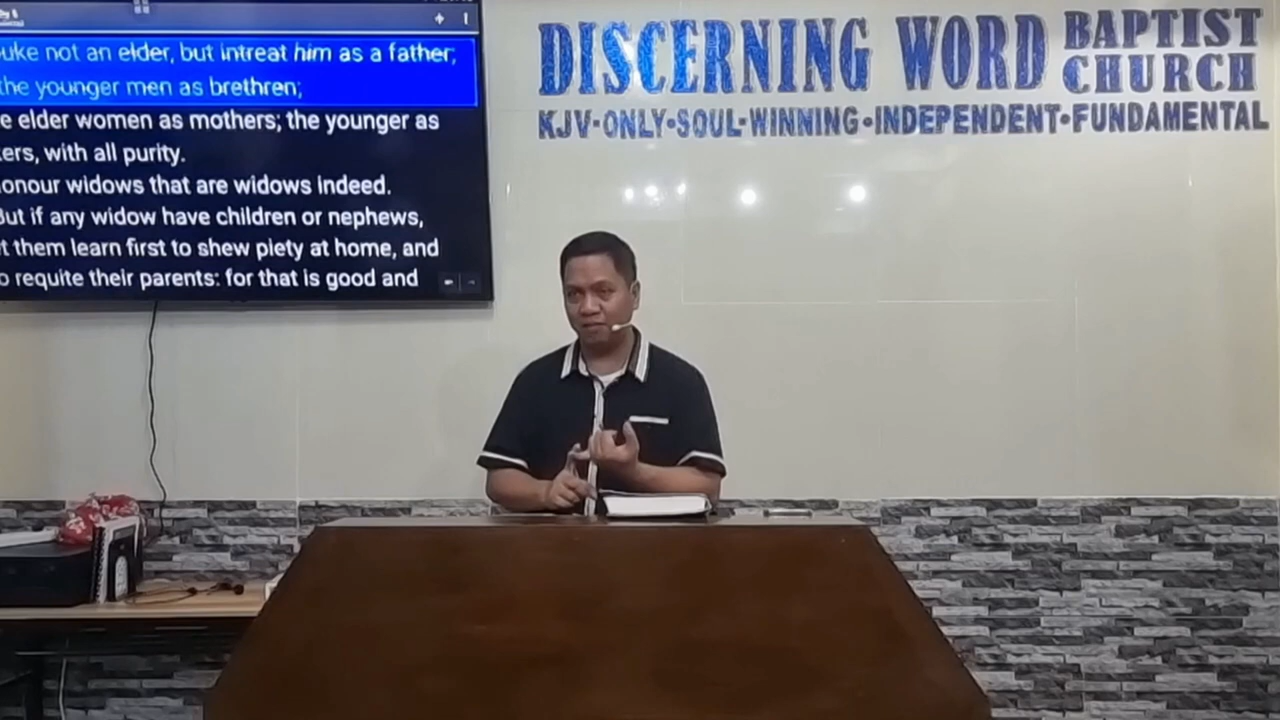 uke not an elder, but intreat him as a father;
the younger men as brethren;
e elder women as mothers; the younger as
ers, with all purity.
onour widows that are widows indeed.
But if any widow have children or nephews,
t them learn first to shew piety at home, and
o requite their parents: for that is good and
DISCERNING WORD BAPTIST CHURCH
KJV-ONLY•SOUL-WINNING•INDEPENDENT•FUNDAMENTAL